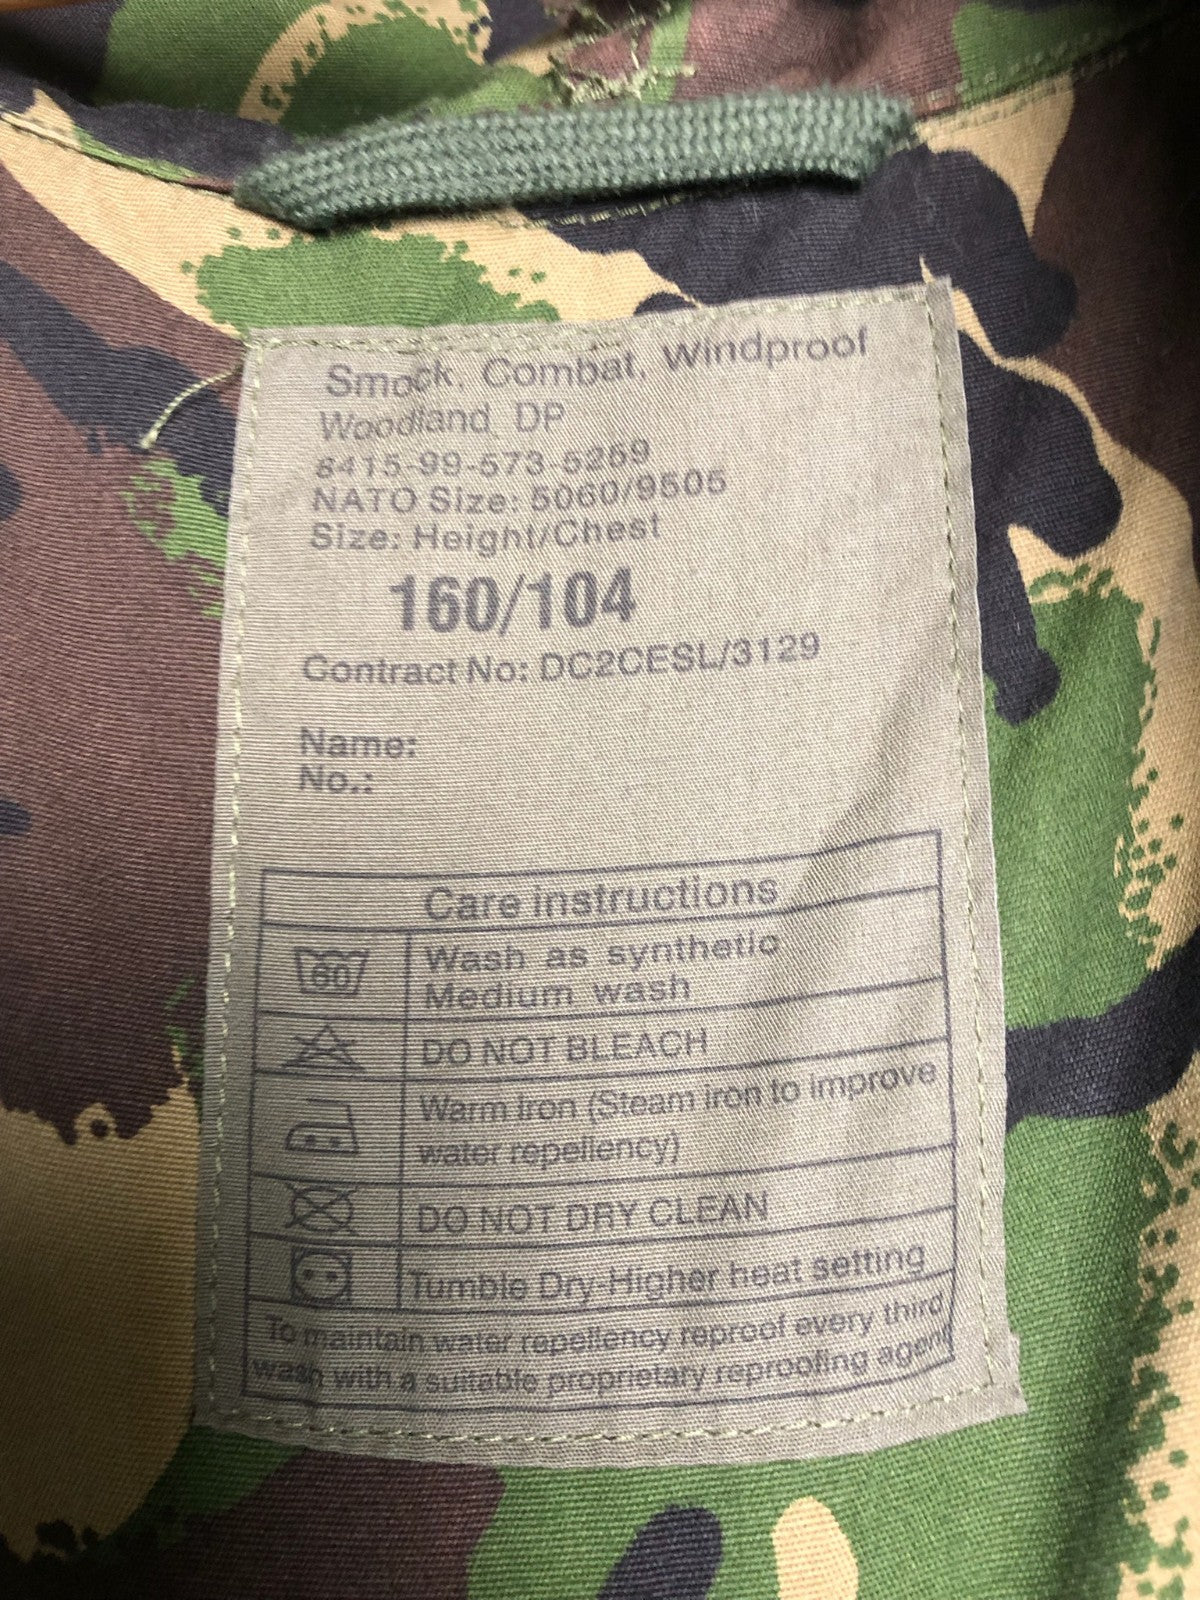 Smock, Combat, Windproof
Woodland, DP
8415-99-573-5259
NATO Size: 5060/9505
Size: Height/Chest
160/104
Contract No: DC2CESL/3129
Name:
No.:
Care instructions
60
Wash as synthetic
Medium wash
DO NOT BLEACH
Warm Iron (Steam iron to improve
water repellency)
DO NOT DRY CLEAN
Tumble Dry-Higher heat setting
To maintain water repellency reproof every third
wash with a suitable proprietary reproofing agent